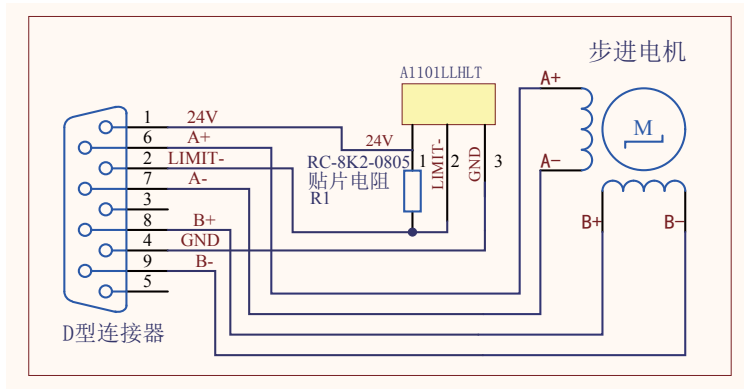 步进电机
A1101LLHLT
A+
1 24V
24V
M
6 A+
2 LIMIT-
RC-8K2-0805
1
LIMIT-
2
GND
3
A-
7 A-
贴片电阻
R1
3
8 B+
B+
B-
4 GND
9 B-
5
D型连接器